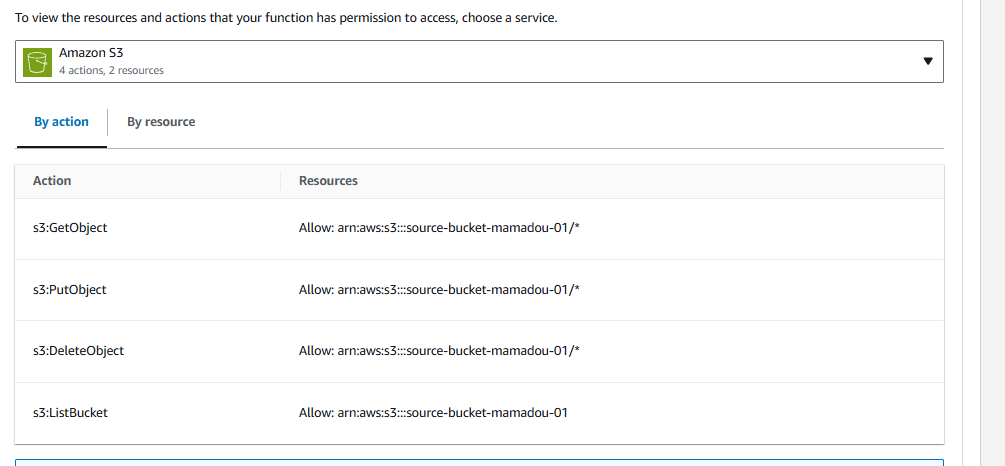 To view the resources and actions that your function has permission to access, choose a service.
Amazon S3
4 actions, 2 resources
By action
By resource
Action Resources
s3:GetObject Allow: arn:aws:s3:::source-bucket-mamadou-01/*
s3:PutObject Allow: arn:aws:s3:::source-bucket-mamadou-01/*
s3:DeleteObject Allow: arn:aws:s3:::source-bucket-mamadou-01/*
s3:ListBucket Allow: arn:aws:s3:::source-bucket-mamadou-01